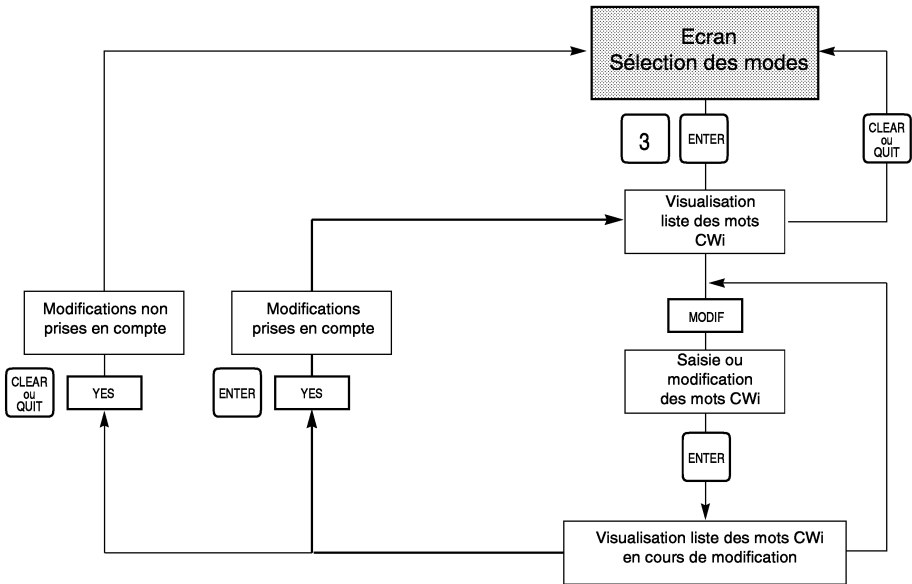 Ecran
Sélection des modes
3
ENTER
CLEAR
ou
QUIT
Visualisation
liste des mots
CWi
Modifications non
prises en compte
Modifications
prises en compte
MODIF
Saisie ou
modification
des mots CWi
CLEAR
ou
QUIT
YES
ENTER
YES
ENTER
Visualisation liste des mots CWi
en cours de modification